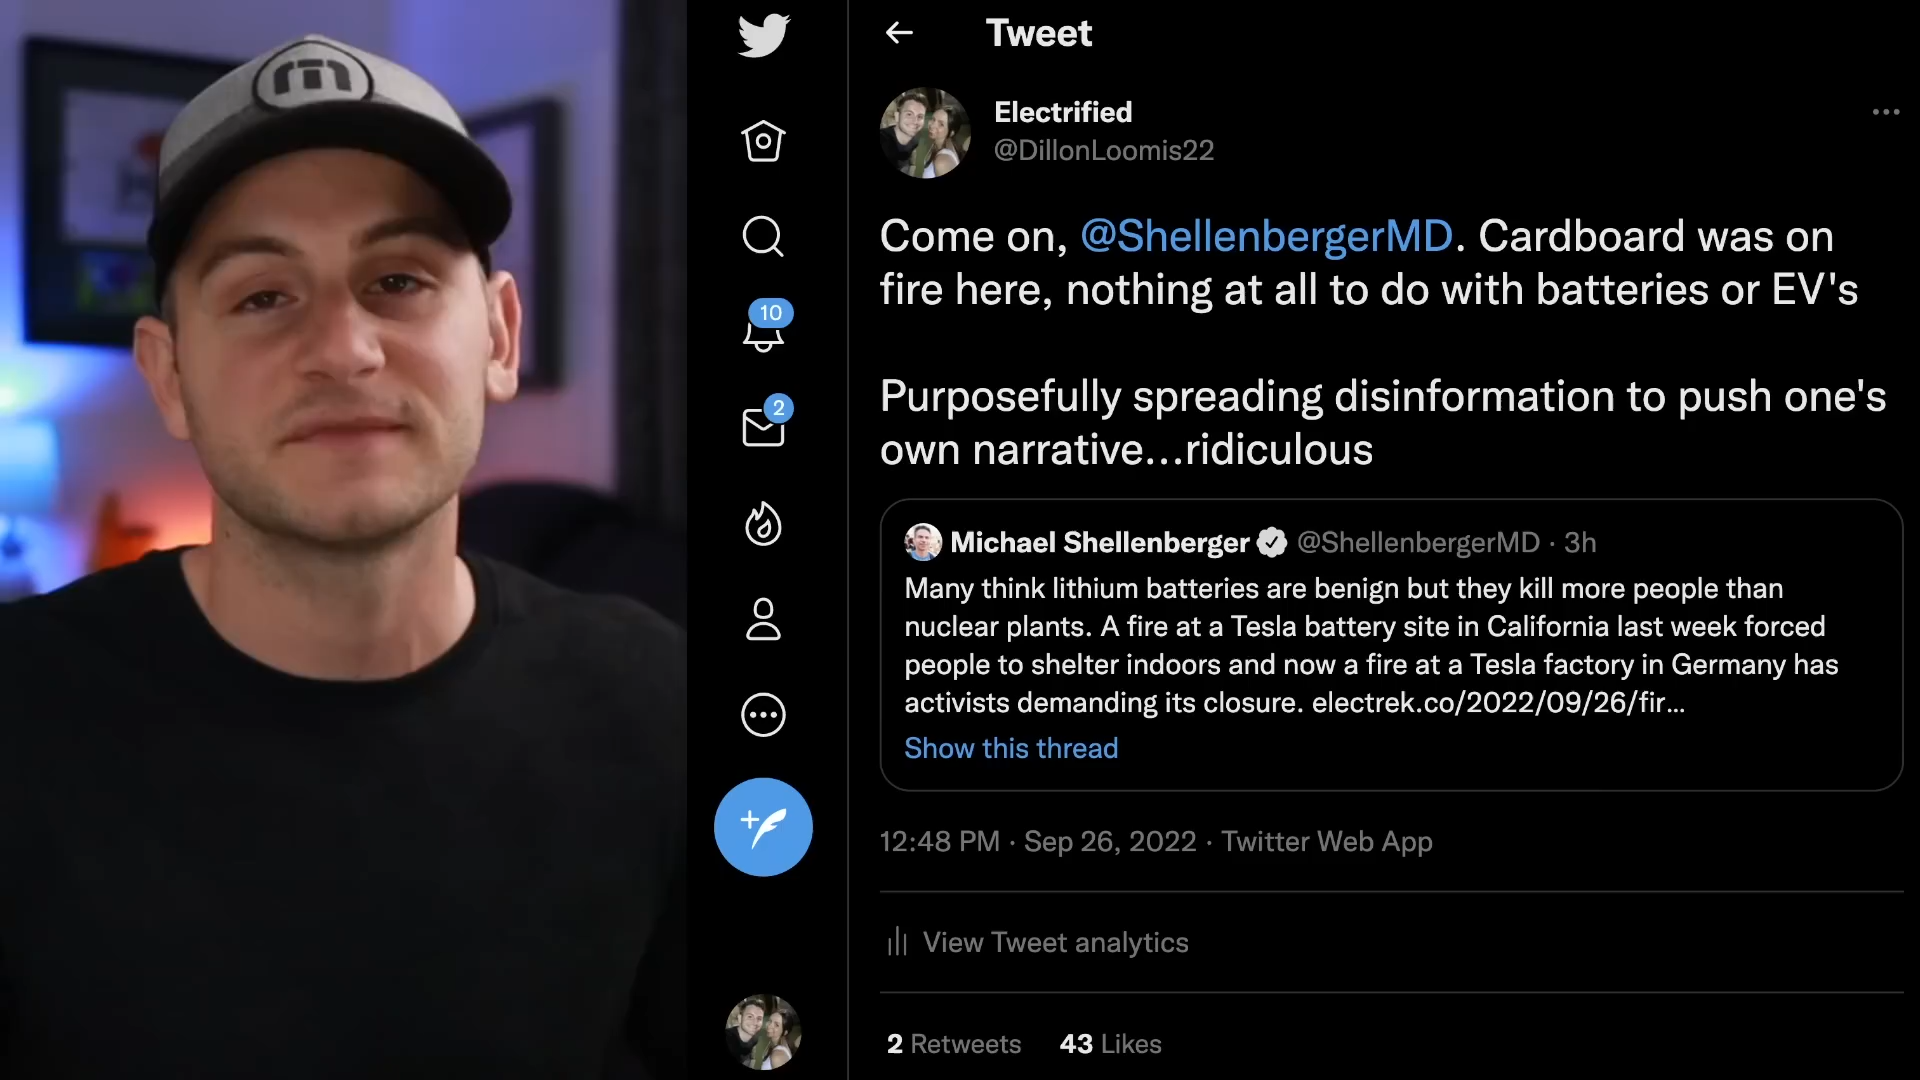 Tweet
Electrified
@DillonLoomis22
Come on, @ShellenbergerMD. Cardboard was on
fire here, nothing at all to do with batteries or EV's
Purposefully spreading disinformation to push one's
own narrative...ridiculous
Michael Shellenberger @ShellenbergerMD · 3h
Many think lithium batteries are benign but they kill more people than
nuclear plants. A fire at a Tesla battery site in California last week forced
people to shelter indoors and now a fire at a Tesla factory in Germany has
activists demanding its closure. electrek.co/2022/09/26/fir...
Show this thread
12:48 PM · Sep 26, 2022 · Twitter Web App
View Tweet analytics
2 Retweets 43 Likes
10
2
m